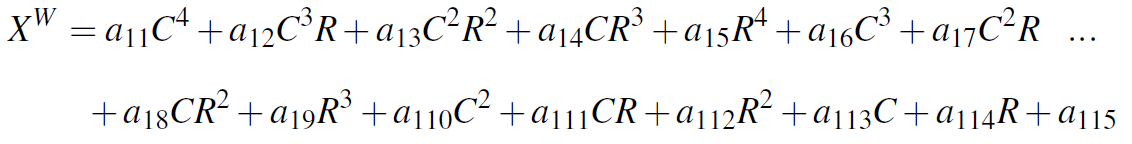 X^W = a_{11}C^4 + a_{12}C^3R + a_{13}C^2R^2 + a_{14}CR^3 + a_{15}R^4 + a_{16}C^3 + a_{17}C^2R ...
+ a_{18}CR^2 + a_{19}R^3 + a_{110}C^2 + a_{111}CR + a_{112}R^2 + a_{113}C + a_{114}R + a_{115}